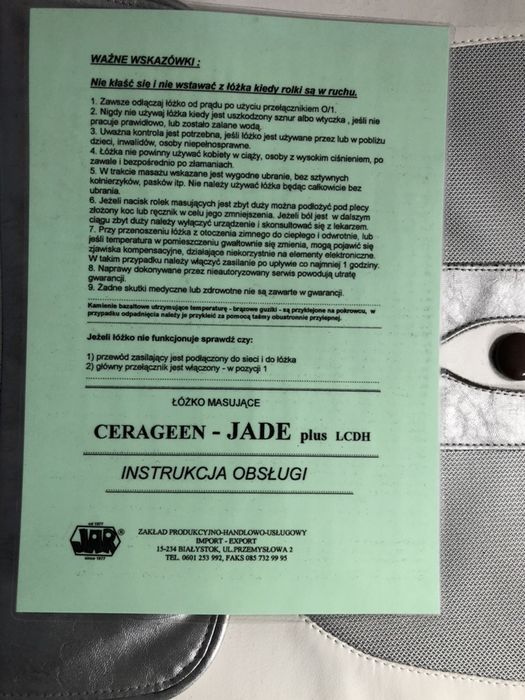 WAŻNE WSKAZÓWKI :
Nie kłaść się i nie wstawać z łóżka kiedy rolki są w ruchu.
1. Zawsze odłączaj łóżko od prądu po użyciu przełącznikiem O/1.
2. Nigdy nie używaj łóżka kiedy jest uszkodzony sznur albo wtyczka , jeśli nie
pracuje prawidłowo, lub zostało zalane wodą.
3. Uważna kontrola jest potrzebna, jeśli łóżko jest używane przez lub w pobliżu
dzieci, inwalidów, osoby niepełnosprawne.
4. Łóżka nie powinny używać kobiety w ciąży, osoby z wysokim ciśnieniem, po
zawale i bezpośrednio po złamaniach.
5. W trakcie masażu wskazane jest wygodne ubranie, bez sztywnych
kołnierzyków, pasków itp. Nie należy używać łóżka będąc całkowicie bez
ubrania.
6. Jeżeli nacisk rolek masujących jest zbyt duży można podłożyć pod plecy
złożony koc lub ręcznik w celu jego zmniejszenia. Jeżeli ból jest w dalszym
ciągu zbyt duży należy wyłączyć urządzenie i skonsultować się z lekarzem.
7. Przy przenoszeniu łóżka z otoczenia zimnego do ciepłego i odwrotnie, lub
jeśli temperatura w pomieszczeniu gwałtownie się zmienia, mogą pojawić się
zjawiska kompensacyjne, działające niekorzystnie na elementy elektroniczne.
W takim przypadku należy włączyć zasilanie po upływie co najmniej 1 godziny.
8. Naprawy dokonywane przez nieautoryzowany serwis powodują utratę
gwarancji.
9. Żadne skutki medyczne lub zdrowotne nie są zawarte w gwarancji.
Kamienie bazaltowe utrzymujące temperaturę - brązowe guziki - są przyklejone na pokrowcu, w
przypadku odpadnięcia należy je przykleić za pomocą taśmy obustronnie przylepnej.
Jeżeli łóżko nie funkcjonuje sprawdź czy:
1) przewód zasilający jest podłączony do sieci i do łóżka
2) główny przełącznik jest włączony - w pozycji 1
ŁÓŻKO MASUJĄCE
CERAGEEN - JADE plus LCDH
INSTRUKCJA OBSŁUGI
od 1977
JAR®
since 1977
ZAKŁAD PRODUKCYJNO-HANDLOWO-USŁUGOWY
IMPORT - EXPORT
15-234 BIAŁYSTOK, UL.PRZEMYSŁOWA 2
TEL. 0601 253 992, FAKS 085 732 99 95